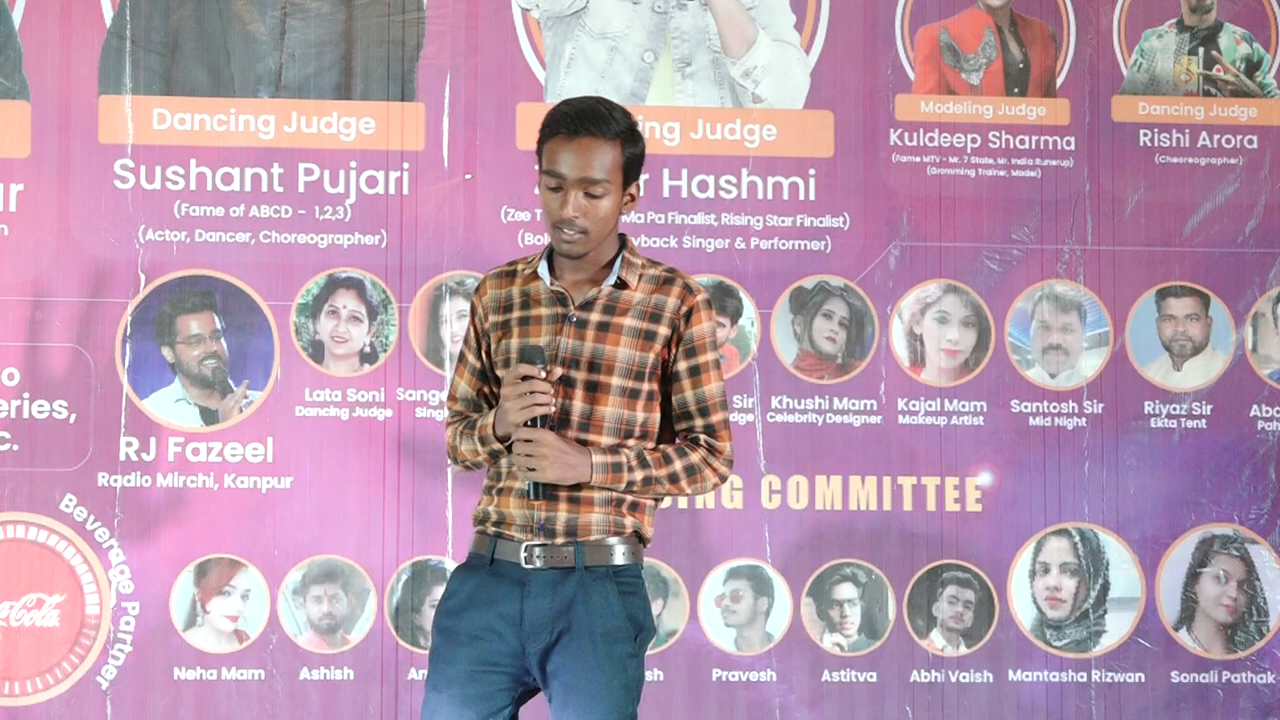 Dancing Judge
Sushant Pujari
(Fame of ABCD - 1,2,3)
(Actor, Dancer, Choreographer)
Judge
Hashmi
(Zee Ma Pa Finalist, Rising Star Finalist)
yback Singer & Performer)
Modeling Judge
Kuldeep Sharma
(Fame MTV - Mr. 7 State, Mr. India Runerup)
(Gromming Trainer, Model)
Dancing Judge
Rishi Arora
(Choreographer)
RJ Fazeel
Radio Mirchi, Kanpur
Lata Soni
Dancing Judge
Sir
Khushi Mam
Celebrity Designer
Kajal Mam
Makeup Artist
Santosh Sir
Mid Night
Riyaz Sir
Ekta Tent
COMMITTEE
Beverage Partner
Coca-Cola
Neha Mam
Ashish
Pravesh
Astitva
Abhi Vaish
Mantasha Rizwan
Sonali Pathak